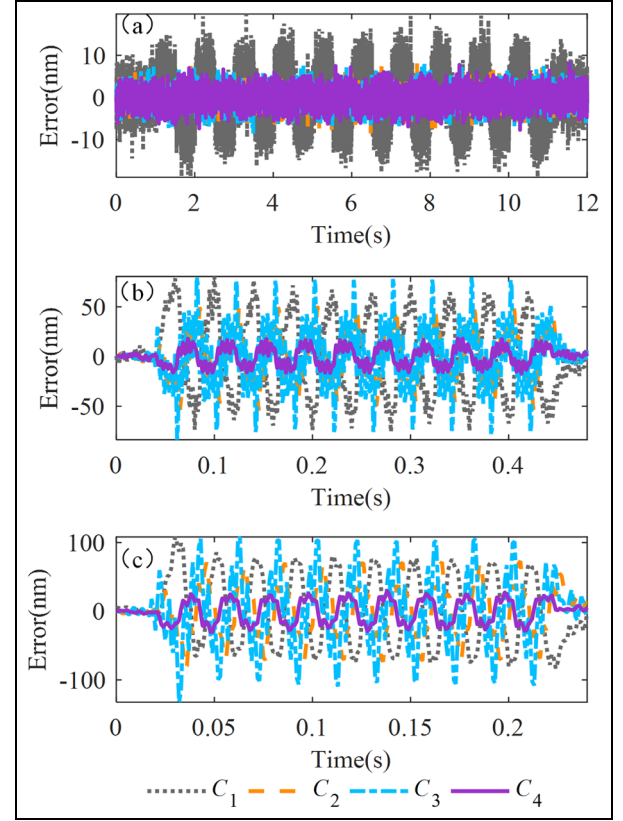 (a)
10
0
-10
Error(nm)
0 2 4 6 8 10 12
Time(s)
(b)
50
0
-50
Error(nm)
0 0.1 0.2 0.3 0.4
Time(s)
(c)
100
0
-100
Error(nm)
0 0.05 0.1 0.15 0.2
Time(s)
C1 C2 C3 C4